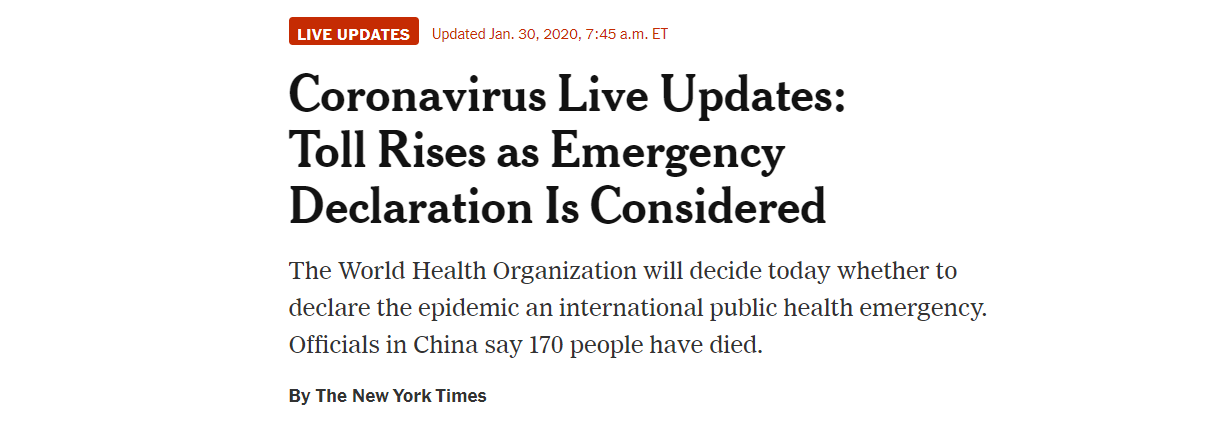 LIVE UPDATES Updated Jan. 30, 2020, 7:45 a.m. ET
Coronavirus Live Updates:
Toll Rises as Emergency
Declaration Is Considered
The World Health Organization will decide today whether to
declare the epidemic an international public health emergency.
Officials in China say 170 people have died.
By The New York Times